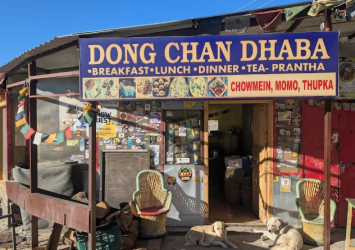 DONG CHAN DHABA
•BREAKFAST•LUNCH•DINNER•TEA-PRANTHA
CHOWMEIN, MOMO, THUPKA